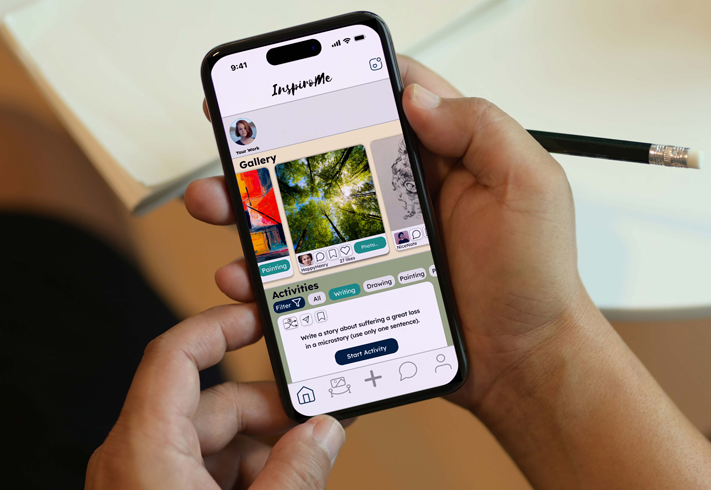 9:41
InspiroMe
Your Work
Gallery
Painting
HappyHenry
27 likes
Photo...
NiceNate
Activities
Filter
All
Writing
Drawing
Painting
P
Write a story about suffering a great loss
in a microstory (use only one sentence).
Start Activity